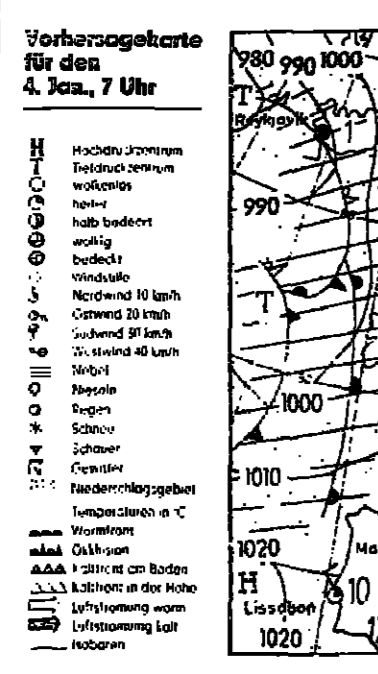 Vorhersagekarte
für den
4. Jan., 7 Uhr
H Hochdruckzentrum
T Tiefdruckzentrum
wolkenlos
heiter
halb bedeckt
wolkig
bedeckt
Windstille
Nordwind 10 km/h
Ostwind 20 km/h
Südwind 50 km/h
Westwind 40 km/h
Nebel
Nieseln
Regen
Schnee
Schauer
Gewitter
Niederschlagsgebiet
Temperaturen in °C
Warmfront
Okklusion
Kaltfront am Boden
Kaltfront in der Höhe
Luftströmung warm
Luftströmung kalt
Isobaren
980 990 1000
T
Reykjavik
990
T
1000
1010
1020
H
Lissabon
10
1020
Ma